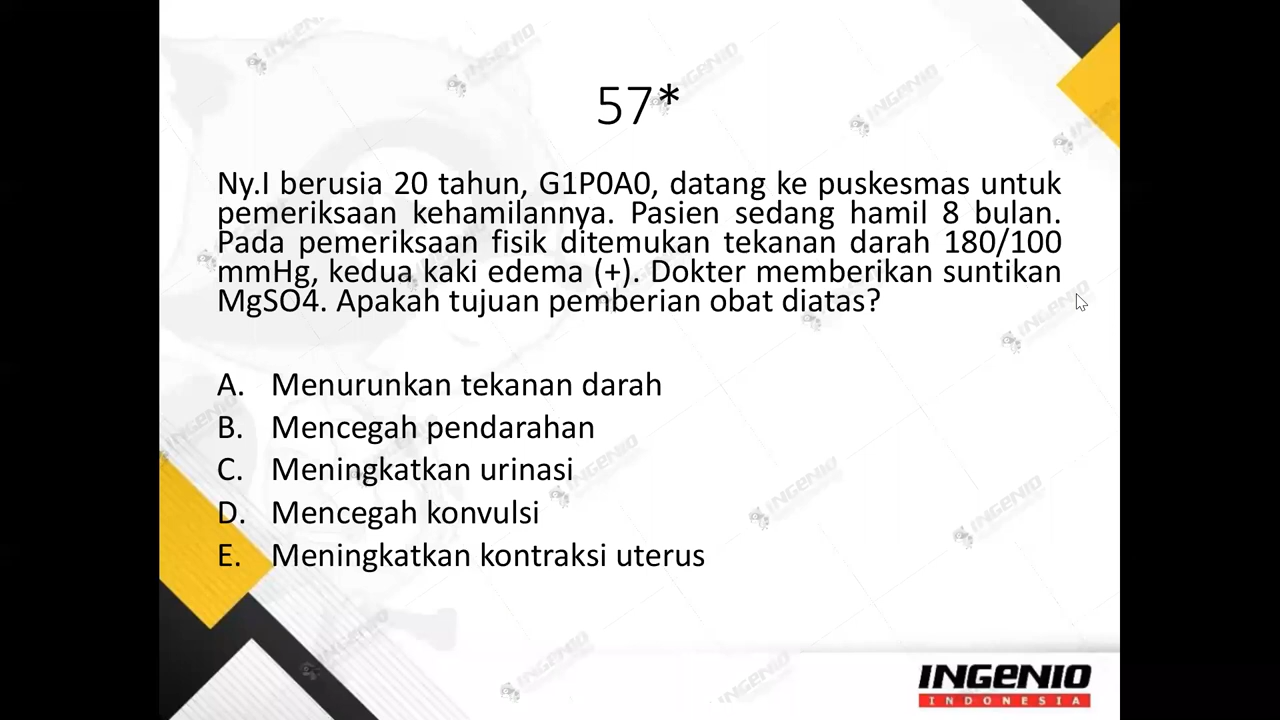 57*
Ny.I berusia 20 tahun, G1P0A0, datang ke puskesmas untuk
pemeriksaan kehamilannya. Pasien sedang hamil 8 bulan.
Pada pemeriksaan fisik ditemukan tekanan darah 180/100
mmHg, kedua kaki edema (+). Dokter memberikan suntikan
MgSO4. Apakah tujuan pemberian obat diatas?
A. Menurunkan tekanan darah
B. Mencegah pendarahan
C. Meningkatkan urinasi
D. Mencegah konvulsi
E. Meningkatkan kontraksi uterus
INGENIO
INDONESIA